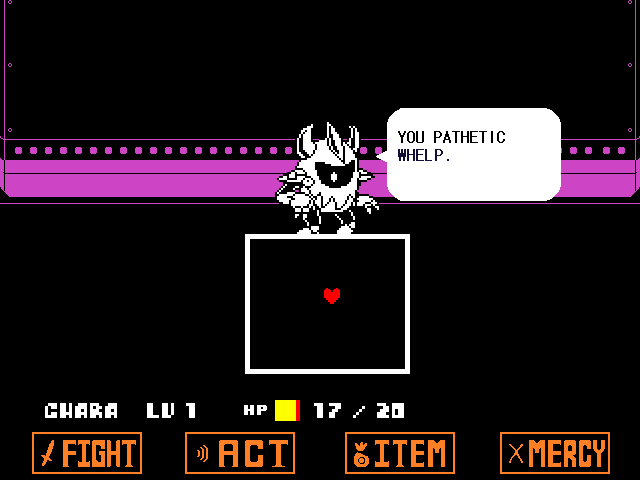 YOU PATHETIC
WHELP.
CHARA LV 1 HP 17 / 20
FIGHT ACT ITEM MERCY